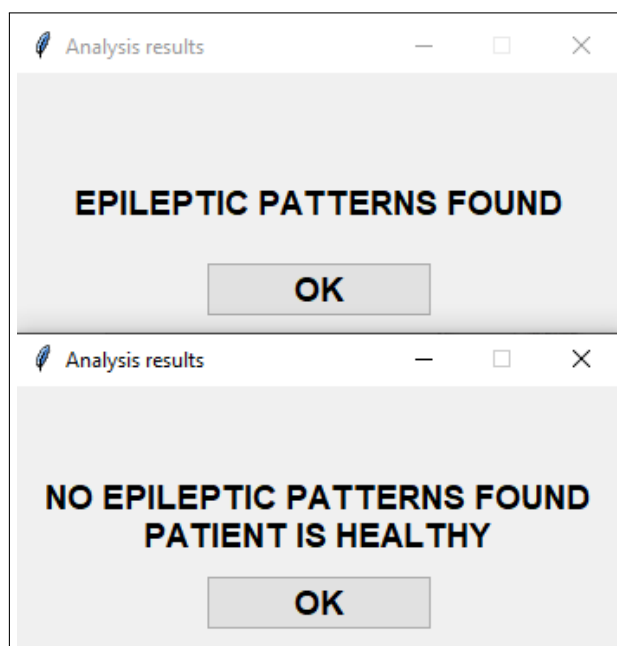 Analysis results
EPILEPTIC PATTERNS FOUND
OK
Analysis results
NO EPILEPTIC PATTERNS FOUND
PATIENT IS HEALTHY
OK